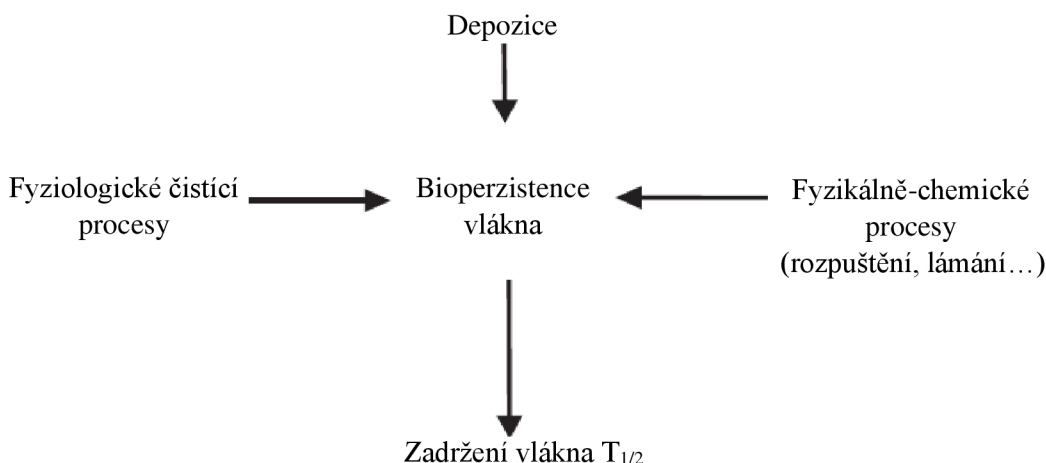 Depozice
Fyziologické čistící
procesy
Bioperzistence
vlákna
Fyzikálně-chemické
procesy
(rozpuštění, lámání…)
Zadržení vlákna T1/2